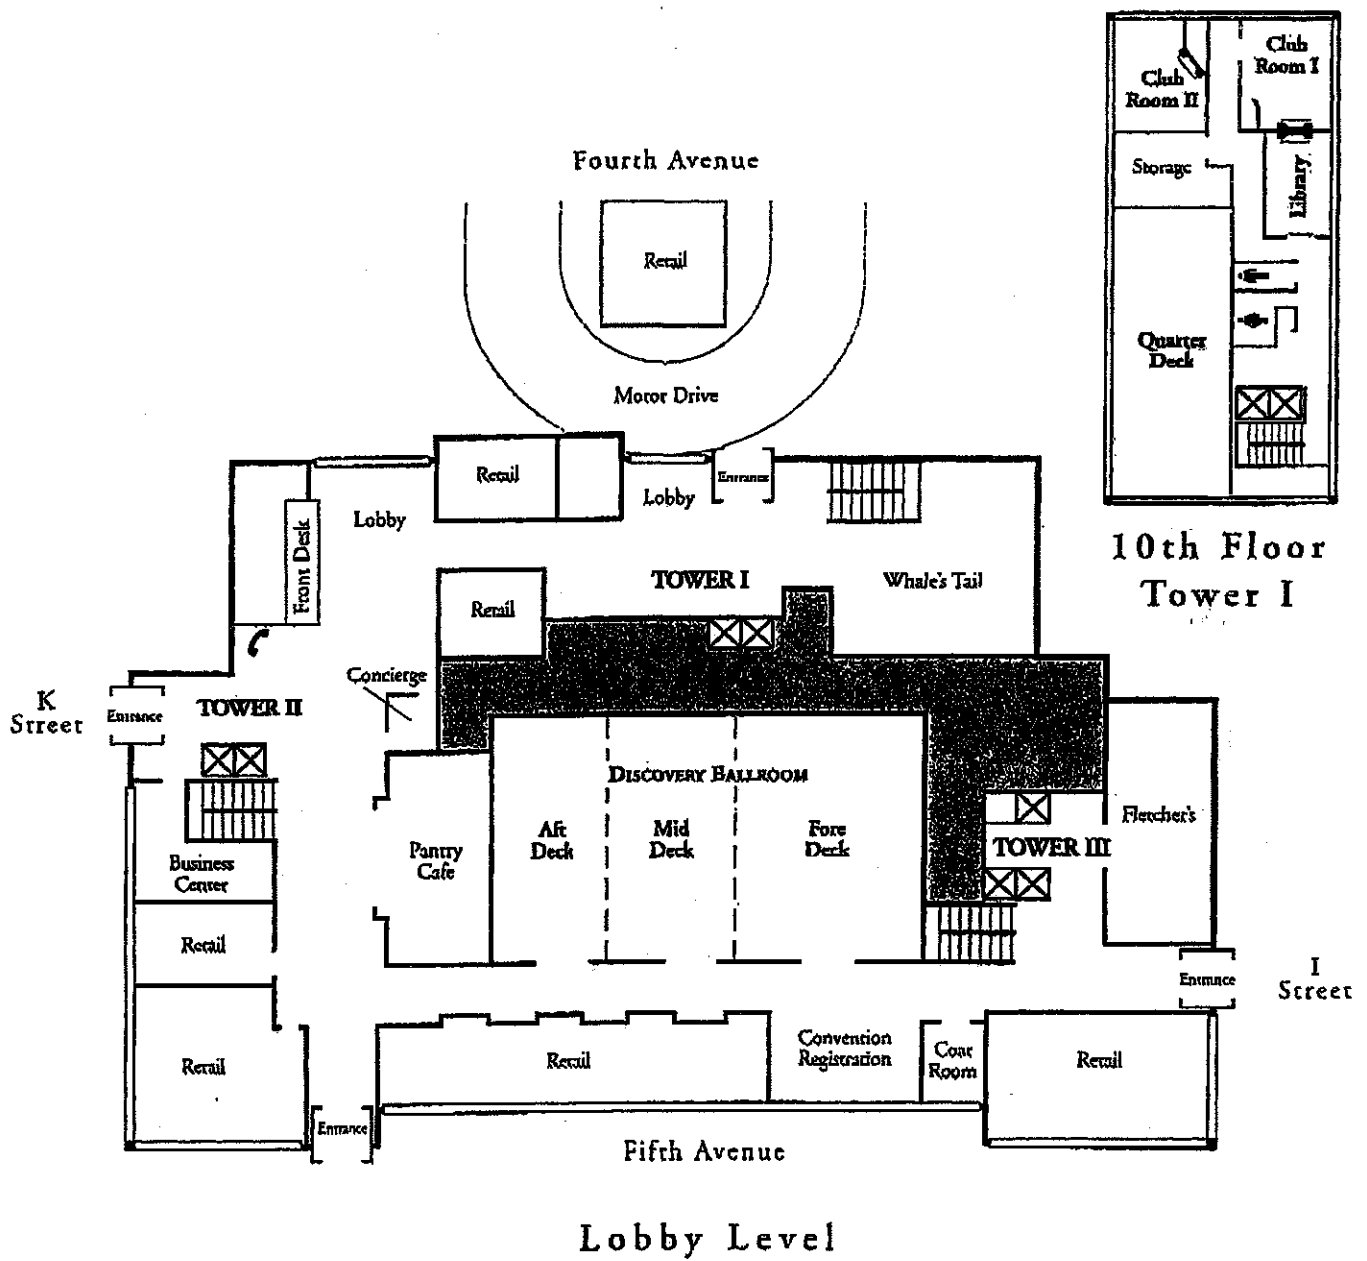 Club
Room I
Club
Room II
Storage
Library
Quarter
Deck
10th Floor
Tower I
Fourth Avenue
Retail
Motor Drive
Retail
Lobby
Entrance
Lobby
Front Desk
TOWER I
Whale's Tail
Retail
Concierge
K
Street
Entrance
TOWER II
DISCOVERY BALLROOM
Aft
Deck
Mid
Deck
Fore
Deck
Pantry
Cafe
Fletcher's
TOWER III
Business
Center
Retail
Entrance
I
Street
Retail
Retail
Convention
Registration
Coat
Room
Retail
Entrance
Fifth Avenue
Lobby Level